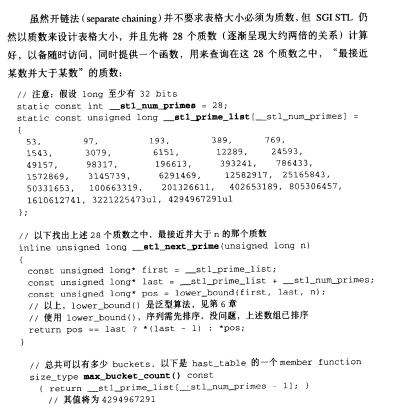 虽然开链法 (separate chaining) 并不要求表格大小必须为质数,但 SGI STL 仍
然以质数来设计表格大小,并且先将 28 个质数(逐渐呈现大约两倍的关系)计算
好,以备随时访问,同时提供一个函数,用来查询在这 28 个质数之中,“最接近
某数并大于某数”的质数:
// 注意:假设 long 至少有 32 bits
static const int __stl_num_primes = 28;
static const unsigned long __stl_prime_list[__stl_num_primes] =
{
53, 97, 193, 389, 769,
1543, 3079, 6151, 12289, 24593,
49157, 98317, 196613, 393241, 786433,
1572869, 3145739, 6291469, 12582917, 25165843,
50331653, 100663319, 201326611, 402653189, 805306457,
1610612741, 3221225473ul, 4294967291ul
};
// 以下找出上述 28 个质数之中,最接近并大于 n 的那个质数
inline unsigned long __stl_next_prime(unsigned long n)
{
const unsigned long* first = __stl_prime_list;
const unsigned long* last = __stl_prime_list + __stl_num_primes;
const unsigned long* pos = lower_bound(first, last, n);
// 以上,lower_bound() 是泛型算法,见第 6 章
// 使用 lower_bound(),序列需先排序。没问题,上述数组已排序
return pos == last ? *(last - 1) : *pos;
}
// 总共可以有多少 buckets。以下是 hast_table 的一个 member function
size_type max_bucket_count() const
{ return __stl_prime_list[__stl_num_primes - 1]; }
// 其值将为 4294967291